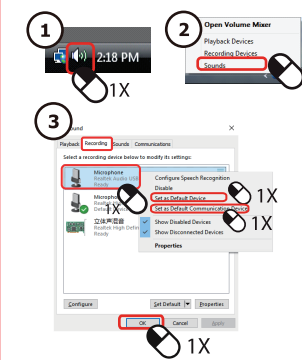 1
2:18 PM
1X
2
Open Volume Mixer
Playback Devices
Recording Devices
Sounds
3
Sound
Playback Recording Sounds Communications
Select a recording device below to modify its settings:
Microphone
Realtek Audio USB
Ready
Configure Speech Recognition
Disable
Set as Default Device
1X
Set as Default Communication Device
1X
Microphone
1X
Default Device
立体声混音
Realtek High Defin
Ready
Show Disabled Devices
Show Disconnected Devices
Properties
Configure
Set Default
Properties
OK
Cancel
Apply
1X